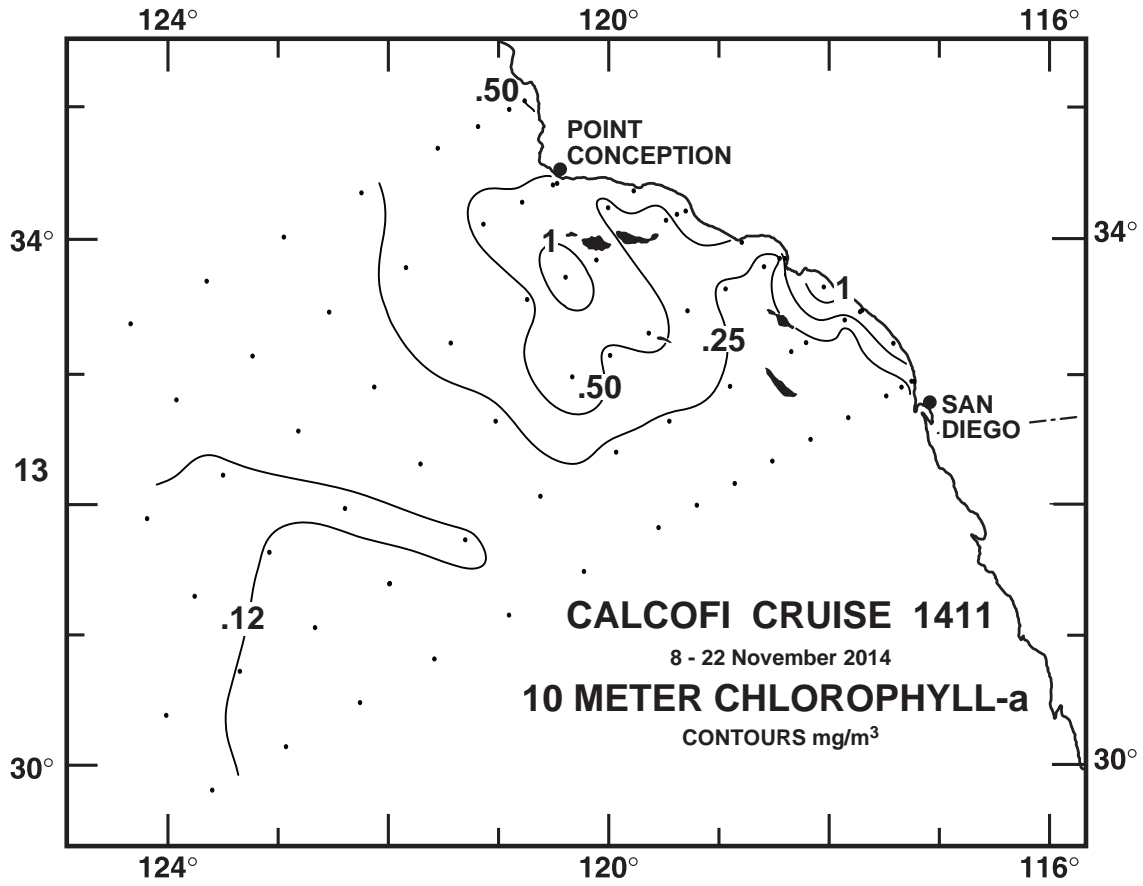 124° 120° 116°
.50
POINT
CONCEPTION
34° 34°
1
1
.25
.50
SAN
DIEGO
13
.12
CALCOFI CRUISE 1411
8 - 22 November 2014
10 METER CHLOROPHYLL-a
CONTOURS mg/m³
30° 30°
124° 120° 116°